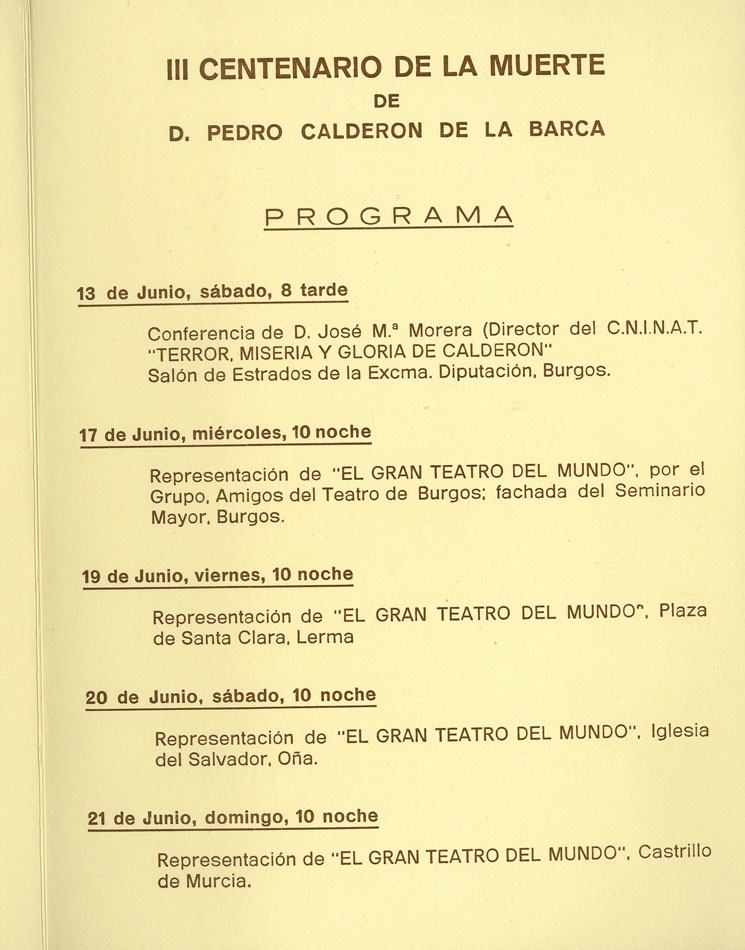 III CENTENARIO DE LA MUERTE
DE
D. PEDRO CALDERON DE LA BARCA
PROGRAMA
13 de Junio, sábado, 8 tarde
Conferencia de D. José M.ª Morera (Director del C.N.I.N.A.T.
"TERROR, MISERIA Y GLORIA DE CALDERON"
Salón de Estrados de la Excma. Diputación, Burgos.
17 de Junio, miércoles, 10 noche
Representación de "EL GRAN TEATRO DEL MUNDO", por el
Grupo, Amigos del Teatro de Burgos; fachada del Seminario
Mayor, Burgos.
19 de Junio, viernes, 10 noche
Representación de "EL GRAN TEATRO DEL MUNDO", Plaza
de Santa Clara, Lerma
20 de Junio, sábado, 10 noche
Representación de "EL GRAN TEATRO DEL MUNDO", Iglesia
del Salvador, Oña.
21 de Junio, domingo, 10 noche
Representación de "EL GRAN TEATRO DEL MUNDO", Castrillo
de Murcia.